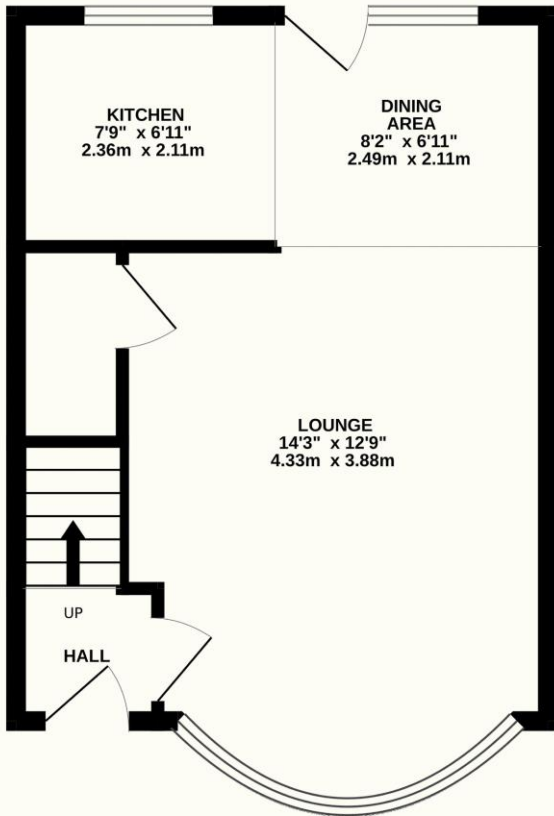 KITCHEN
7'9" x 6'11"
2.36m x 2.11m
DINING
AREA
8'2" x 6'11"
2.49m x 2.11m
LOUNGE
14'3" x 12'9"
4.33m x 3.88m
UP
HALL